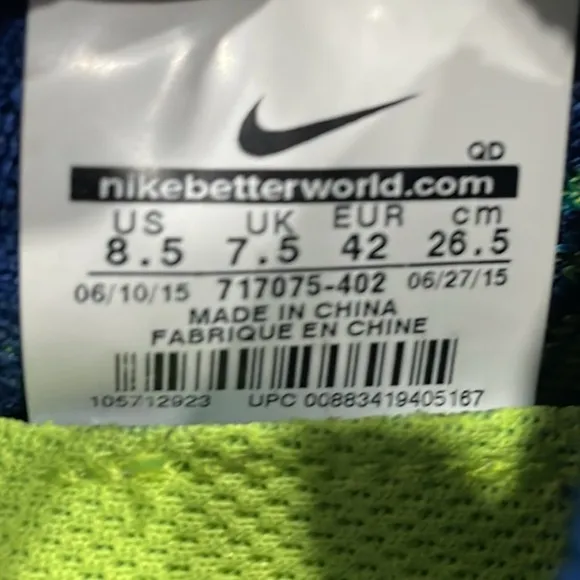 QD
nikebetterworld.com
US UK EUR cm
8.5 7.5 42 26.5
06/10/15 717075-402 06/27/15
MADE IN CHINA
FABRIQUE EN CHINE
105712923 UPC 00883419405167